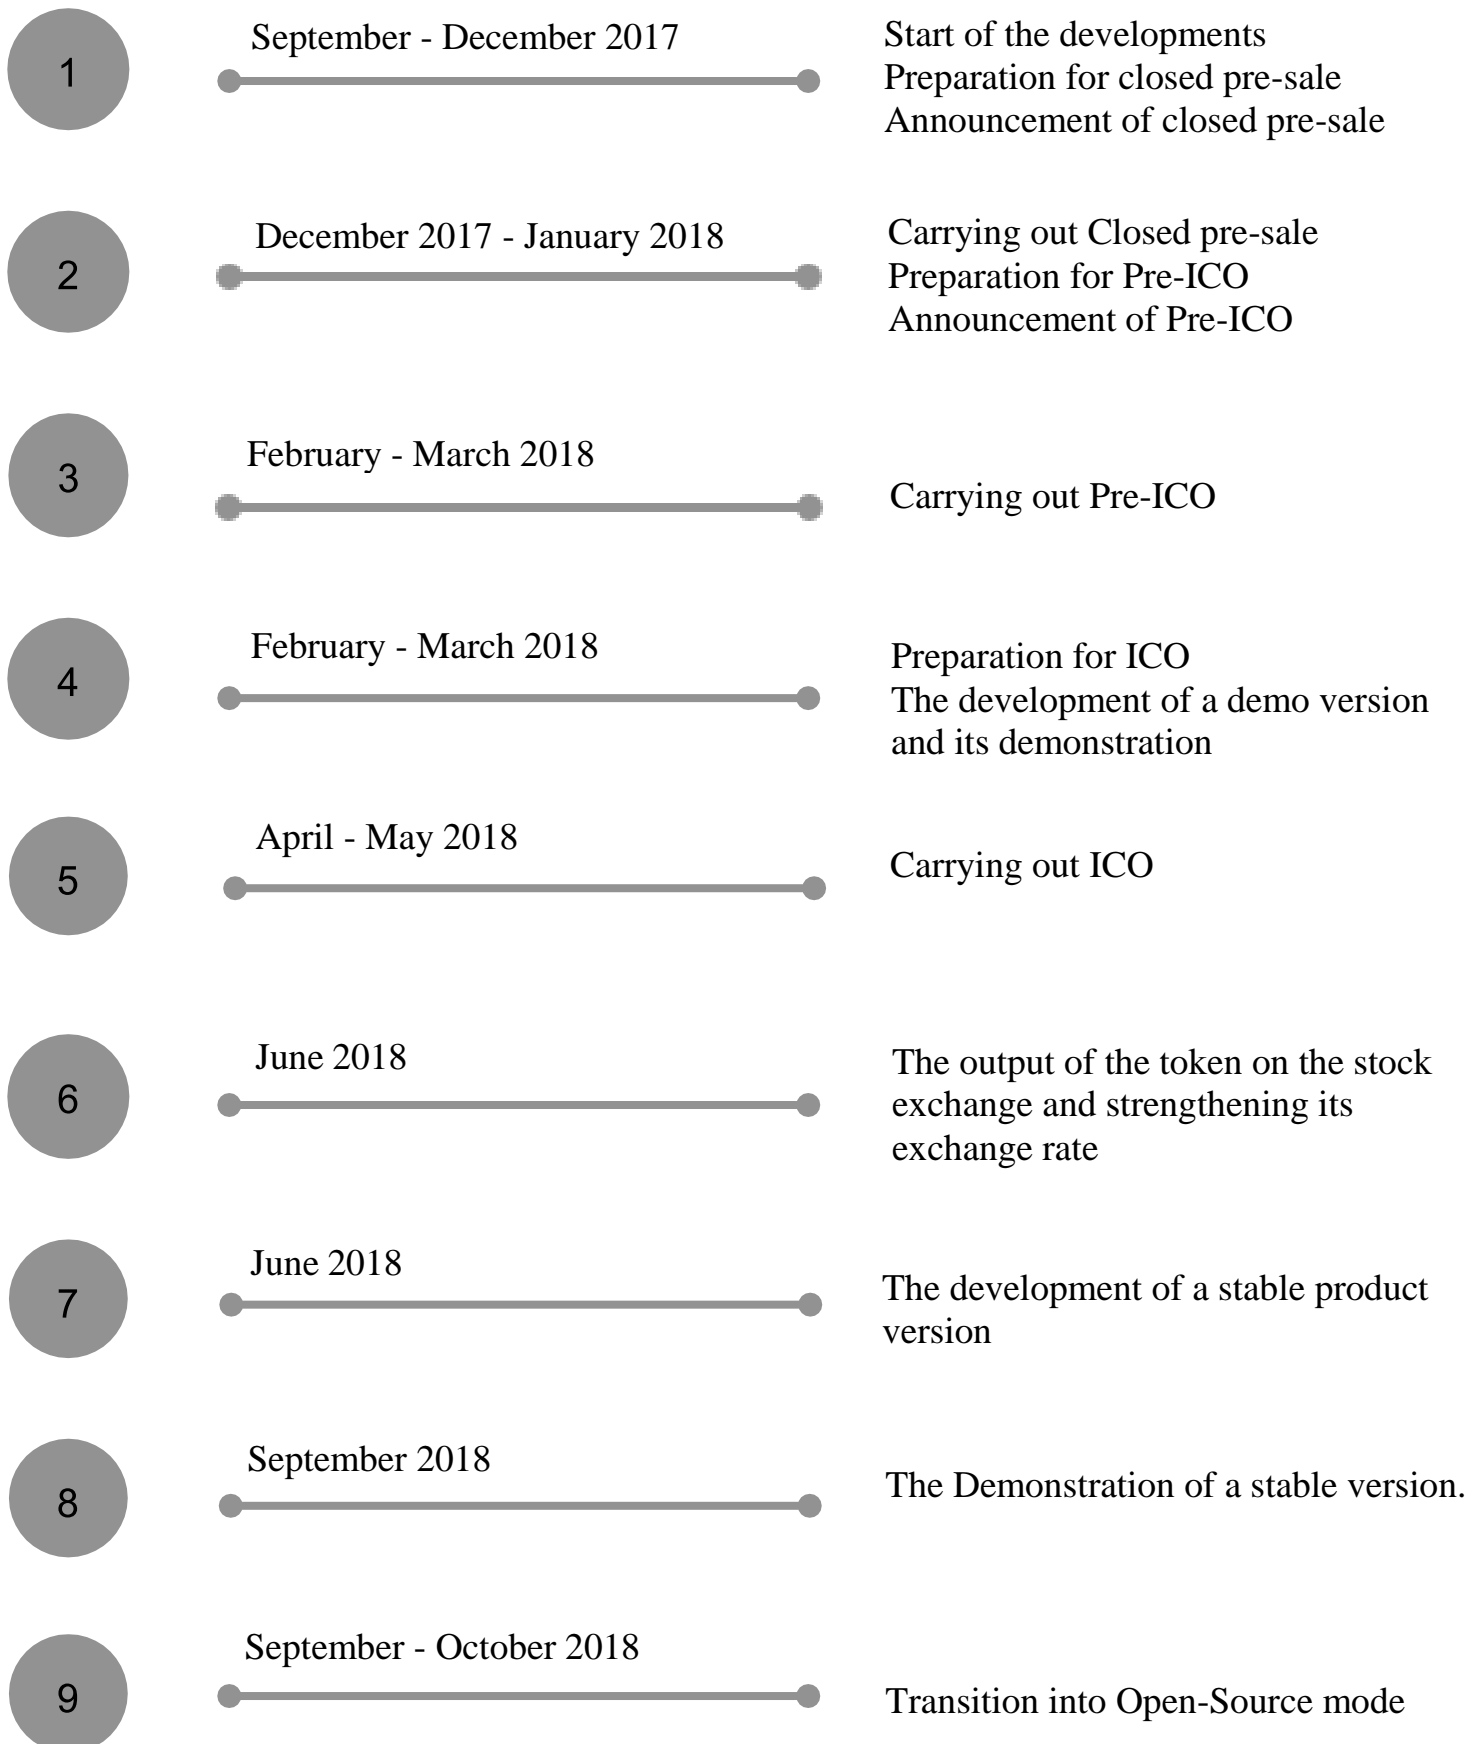 1
September - December 2017
Start of the developments
Preparation for closed pre-sale
Announcement of closed pre-sale
2
December 2017 - January 2018
Carrying out Closed pre-sale
Preparation for Pre-ICO
Announcement of Pre-ICO
3
February - March 2018
Carrying out Pre-ICO
4
February - March 2018
Preparation for ICO
The development of a demo version
and its demonstration
5
April - May 2018
Carrying out ICO
6
June 2018
The output of the token on the stock
exchange and strengthening its
exchange rate
7
June 2018
The development of a stable product
version
8
September 2018
The Demonstration of a stable version.
9
September - October 2018
Transition into Open-Source mode